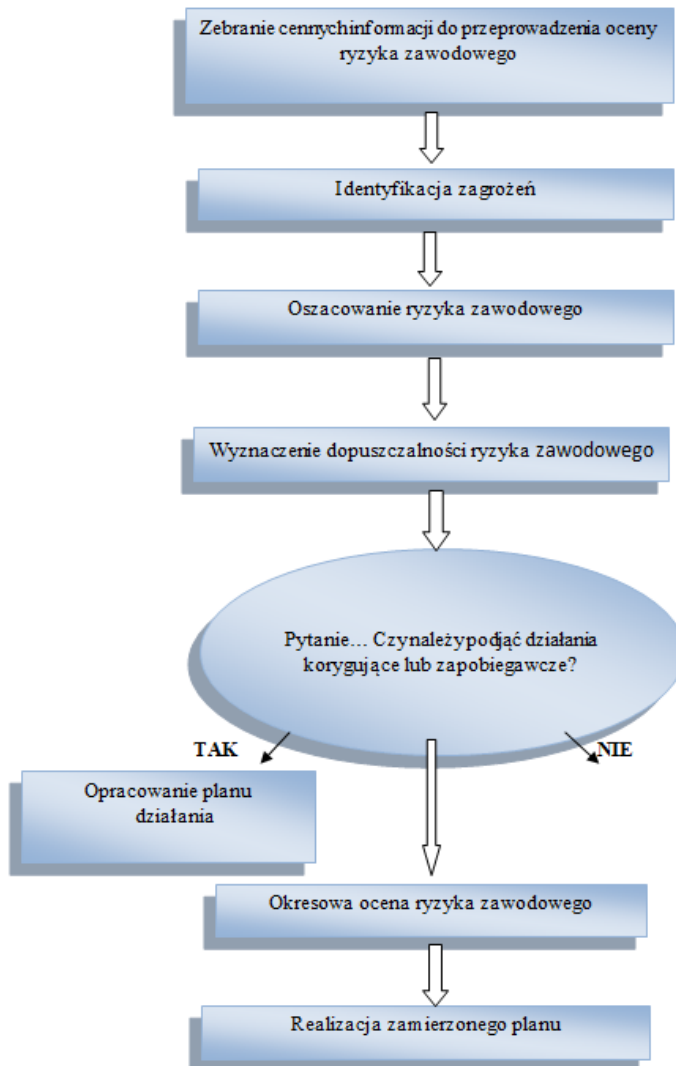 Zebranie cennychinformacji do przeprowadzenia oceny
ryzyka zawodowego
Identyfikacja zagrożeń
Oszacowanie ryzyka zawodowego
Wyznaczenie dopuszczalności ryzyka zawodowego
Pytanie... Czynależypodjąć działania
korygujące lub zapobiegawcze?
TAK
NIE
Opracowanie planu
działania
Okresowa ocena ryzyka zawodowego
Realizacja zamierzonego planu